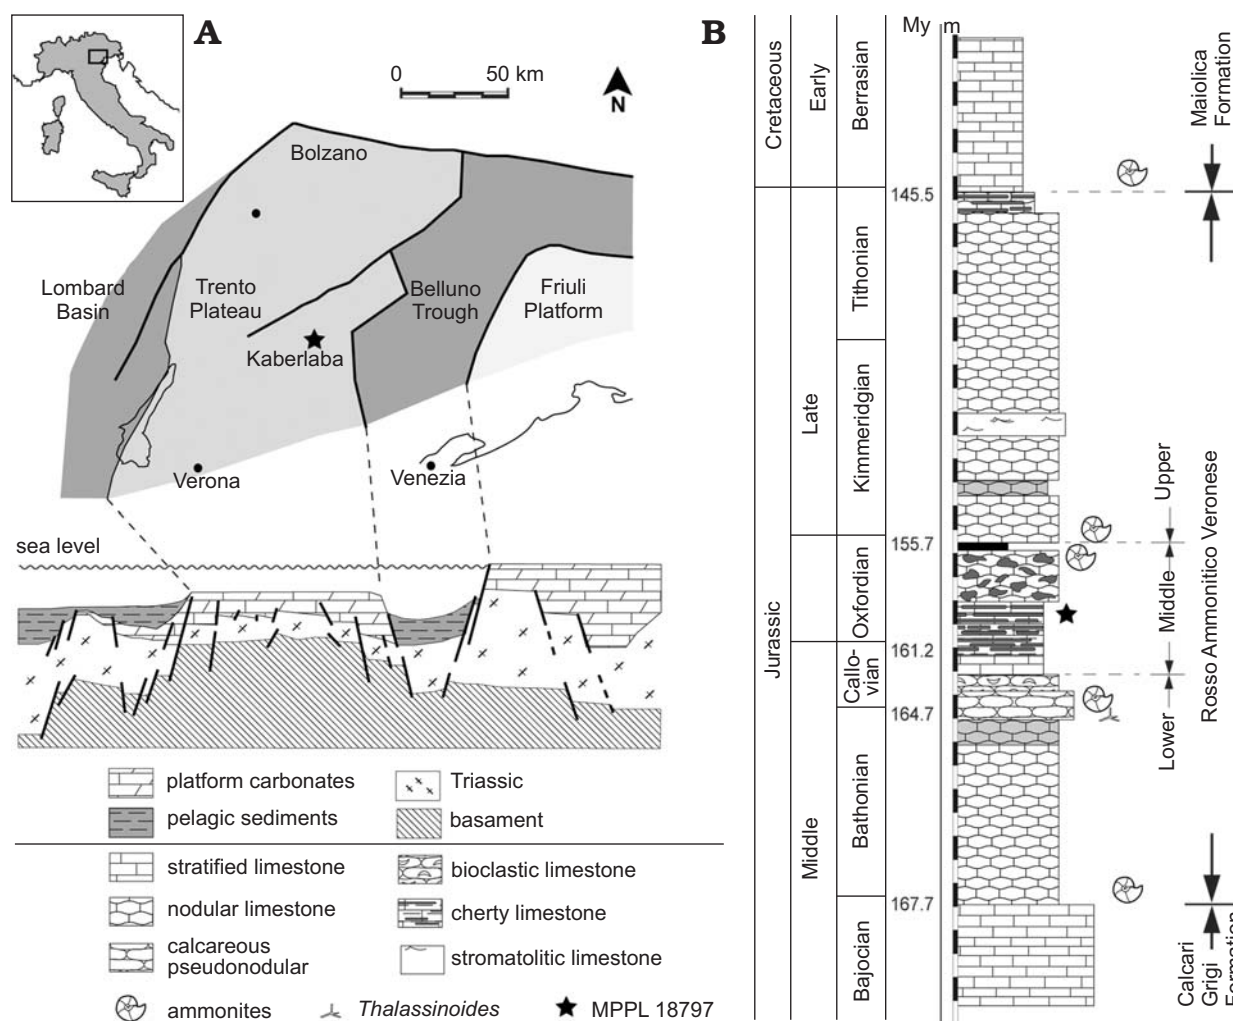 A
0 50 km
N
Bolzano
Lombard
Basin
Trento
Plateau
Belluno
Trough
Friuli
Platform
Kaberlaba
Verona
Venezia
sea level
platform carbonates
Triassic
pelagic sediments
basament
stratified limestone
bioclastic limestone
nodular limestone
cherty limestone
calcareous
pseudonodular
stromatolitic limestone
ammonites
Thalassinoides
MPPL 18797
B
My m
Cretaceous
Early
Berrasian
Maiolica
Formation
145.5
Jurassic
Late
Tithonian
Kimmeridgian
155.7
Oxfordian
161.2
Middle
Callo-
vian
164.7
Bathonian
167.7
Bajocian
Upper
Middle
Lower
Rosso Ammonitico Veronese
Calcari
Grigi
Formation